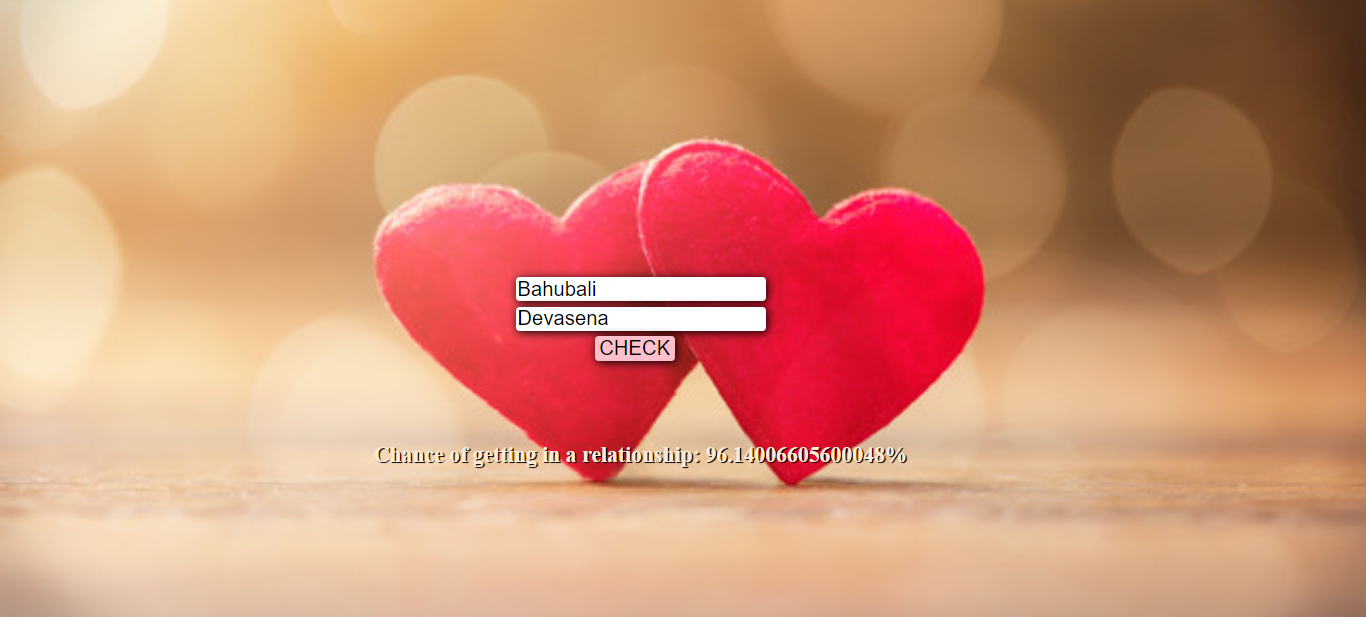 Bahubali
Devasena
CHECK
Chance of getting in a relationship: 96.14006605600048%